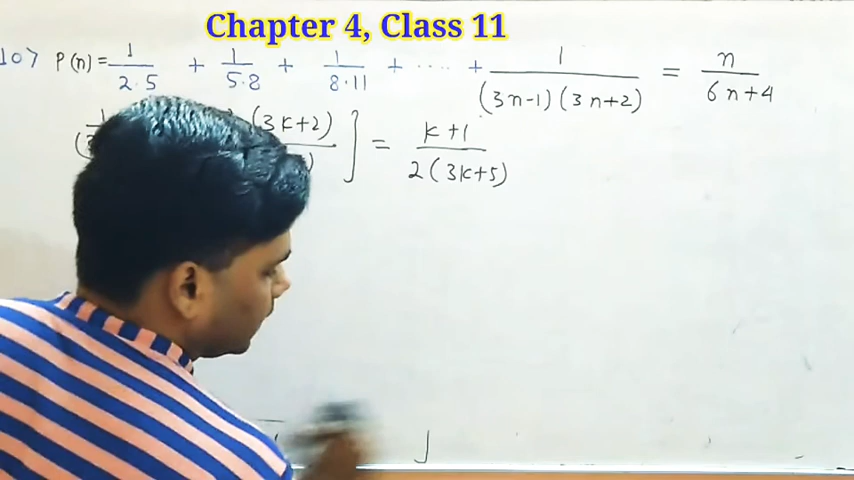 Chapter 4, Class 11
10> P(n) = 1/(2·5) + 1/(5·8) + 1/(8·11) + ···· + 1/((3n-1)(3n+2)) = n/(6n+4)
(3k+2) ] = (k+1)/(2(3k+5))